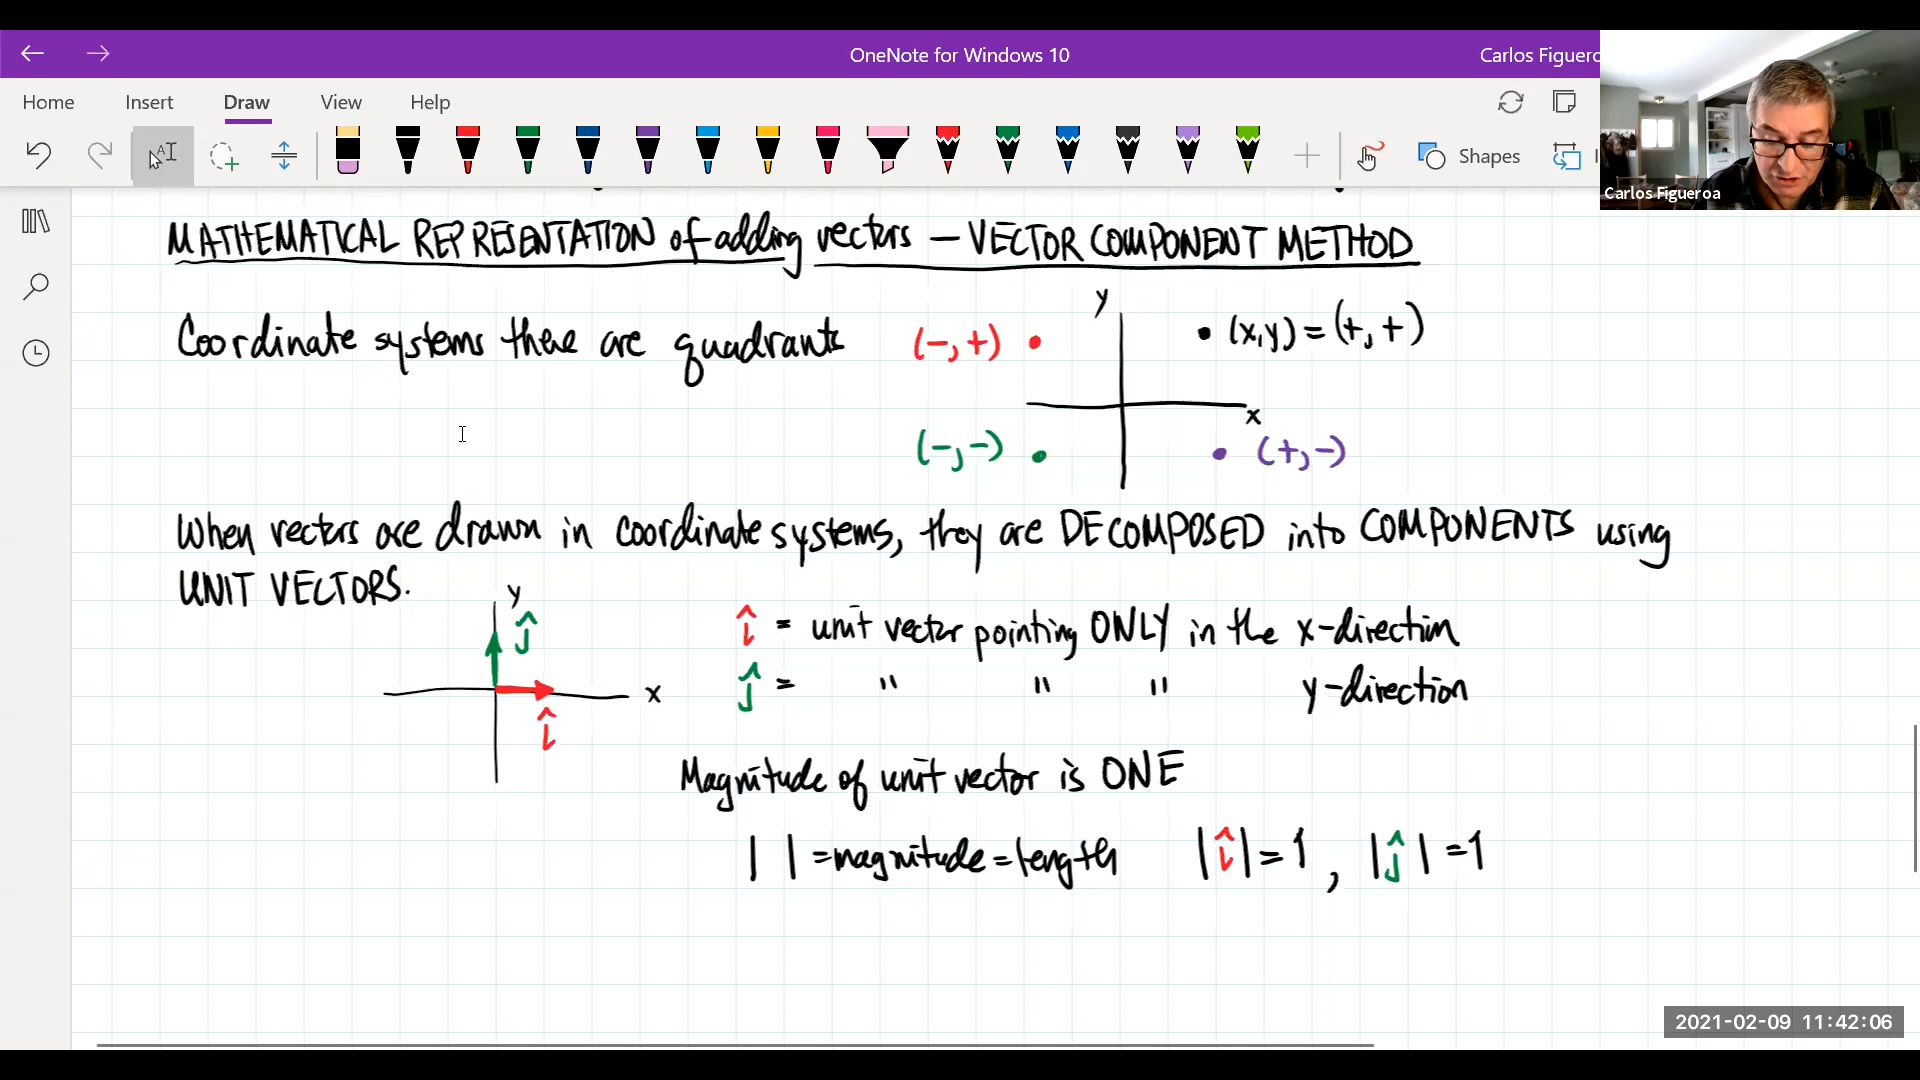 OneNote for Windows 10
Carlos Figuero
Home Insert Draw View Help
Shapes
Carlos Figueroa
MATHEMATICAL REPRESENTATION of adding vectors — VECTOR COMPONENT METHOD
Coordinate systems there are quadrants
y
(-, +) • • (x,y) = (+, +)
x
(-, -) • • (+, -)
When vectors are drawn in coordinate systems, they are DECOMPOSED into COMPONENTS using
UNIT VECTORS.
y
ĵ
x
î
î = unit vector pointing ONLY in the x-direction
ĵ = " " " y-direction
Magnitude of unit vector is ONE
| | = magnitude = length |î| = 1 , |ĵ| = 1
2021-02-09 11:42:06